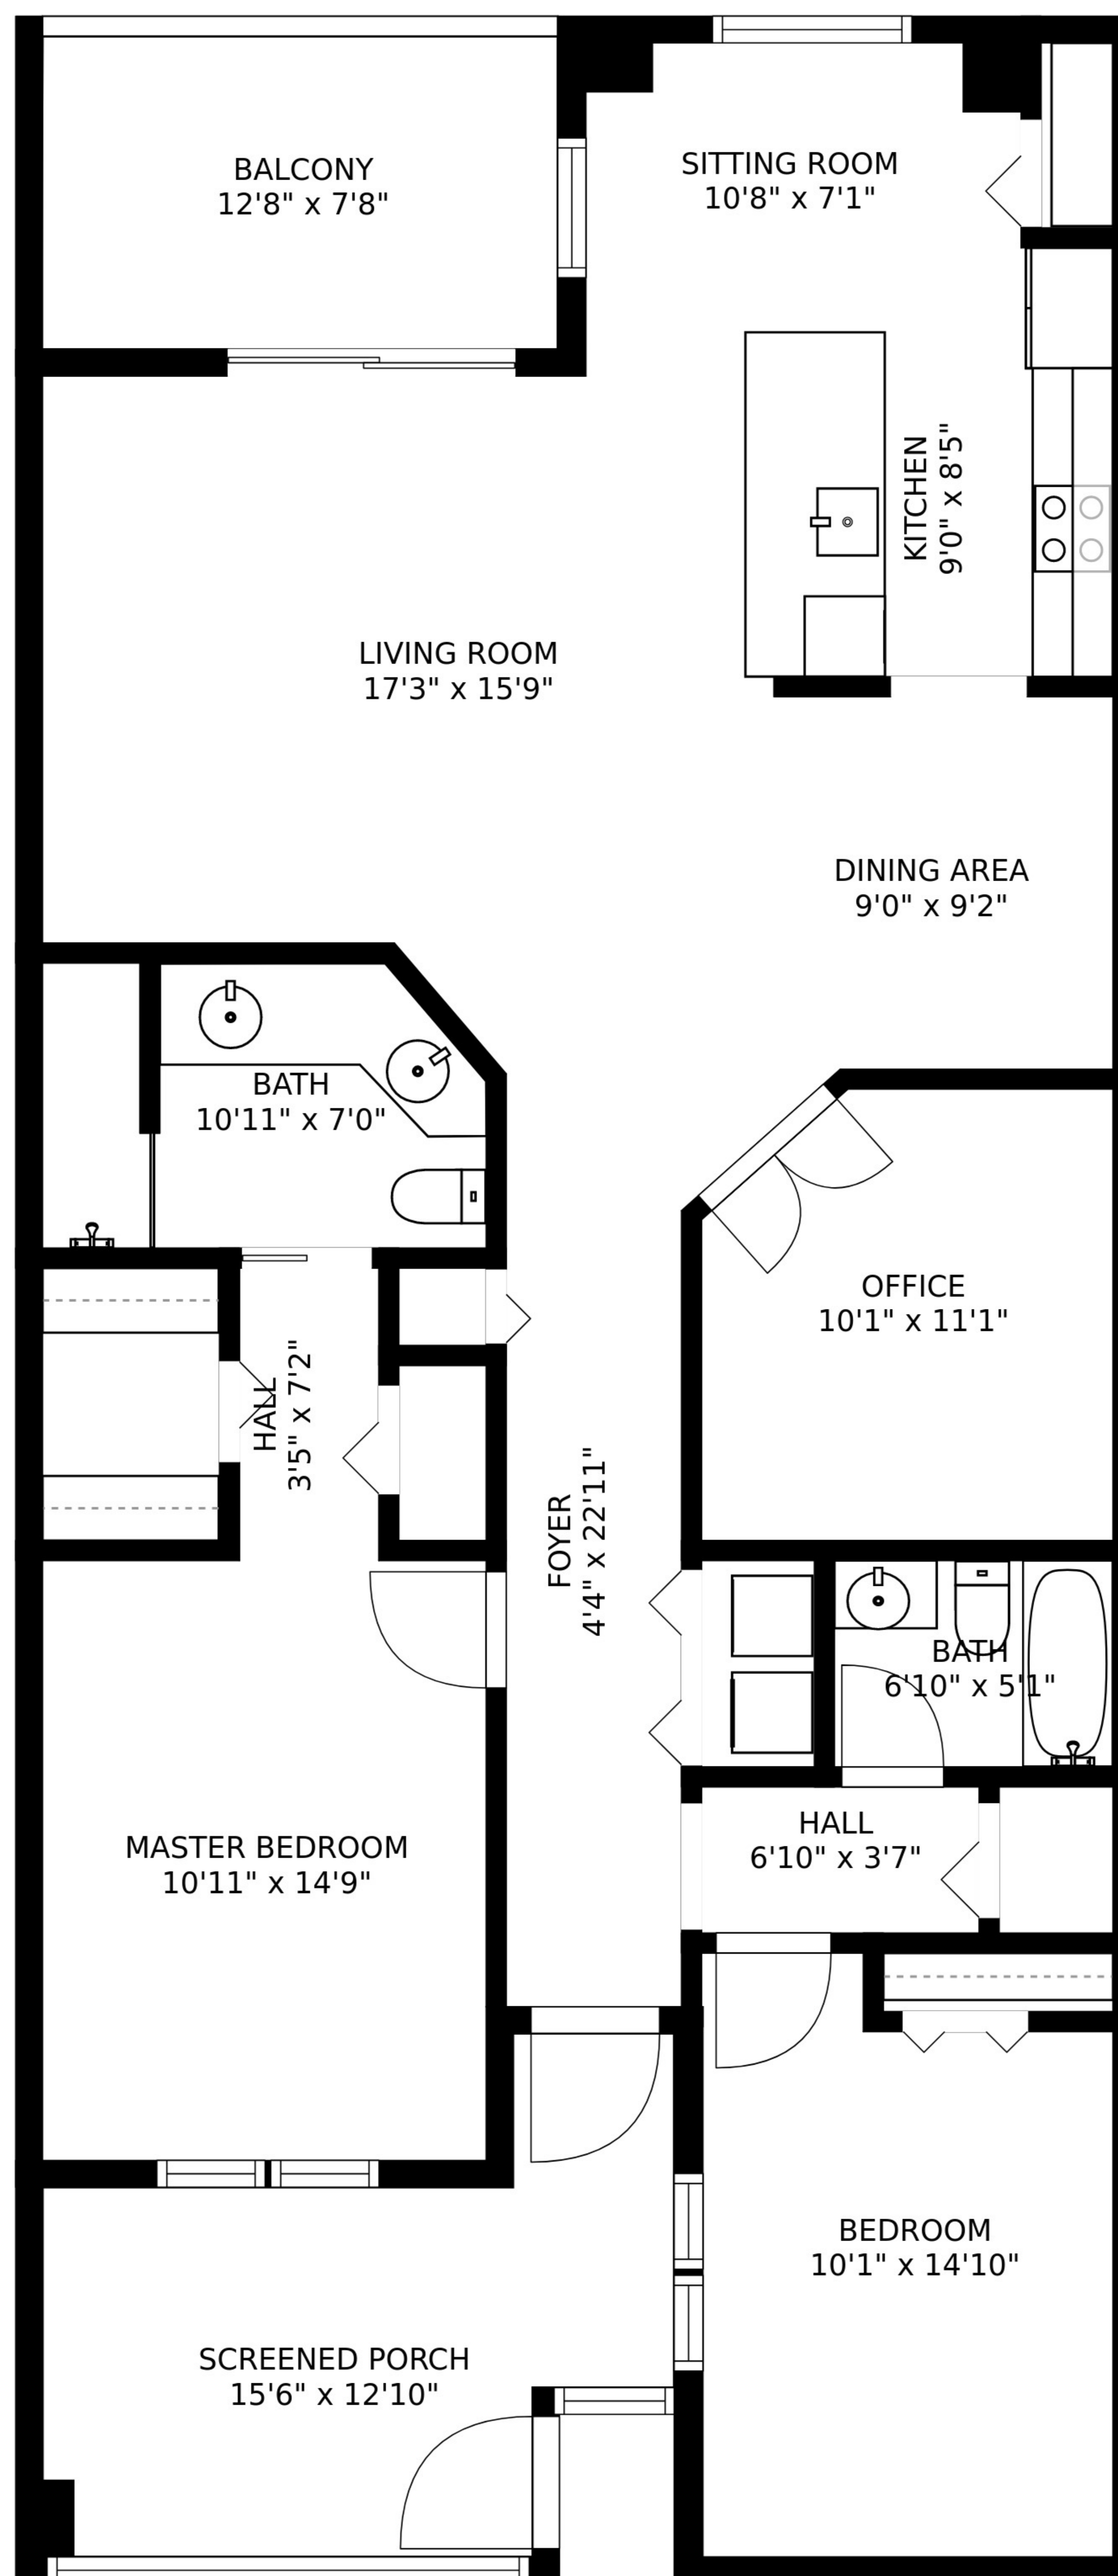 BALCONY
12'8" x 7'8"
SITTING ROOM
10'8" x 7'1"
KITCHEN
9'0" x 8'5"
LIVING ROOM
17'3" x 15'9"
DINING AREA
9'0" x 9'2"
BATH
10'11" x 7'0"
OFFICE
10'1" x 11'1"
HALL
3'5" x 7'2"
FOYER
4'4" x 22'11"
BATH
6'10" x 5'1"
HALL
6'10" x 3'7"
MASTER BEDROOM
10'11" x 14'9"
BEDROOM
10'1" x 14'10"
SCREENED PORCH
15'6" x 12'10"